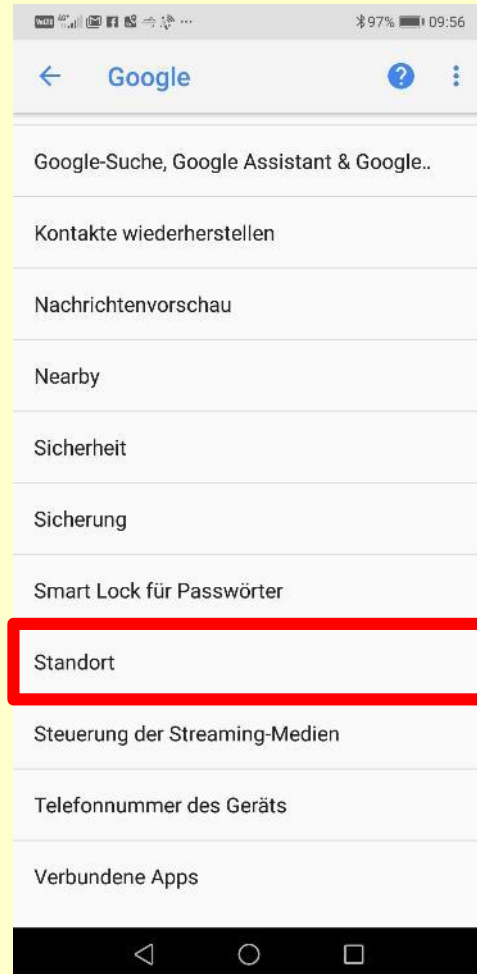 VoLTE 97% 09:56
Google
Google-Suche, Google Assistant & Google..
Kontakte wiederherstellen
Nachrichtenvorschau
Nearby
Sicherheit
Sicherung
Smart Lock für Passwörter
Standort
Steuerung der Streaming-Medien
Telefonnummer des Geräts
Verbundene Apps